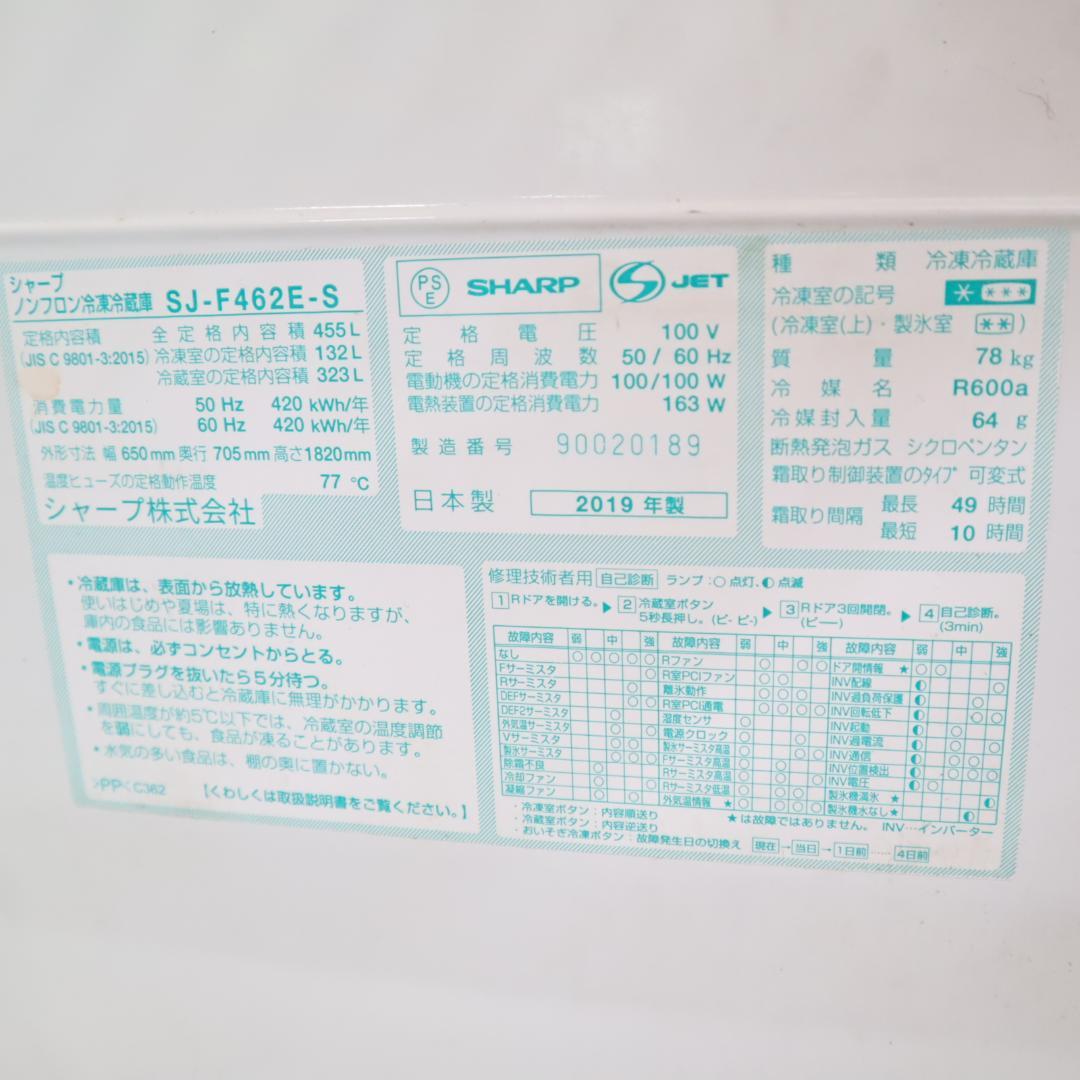 シャープ
ノンフロン冷凍冷蔵庫 SJ-F462E-S
定格内容積 全定格内容積 455L
(JIS C 9801-3:2015) 冷凍室の定格内容積 132L
冷蔵室の定格内容積 323L
消費電力量 50 Hz 420 kWh/年
(JIS C 9801-3:2015) 60 Hz 420 kWh/年
外形寸法 幅 650mm 奥行 705mm 高さ1820mm
温度ヒューズの定格動作温度 77 ℃
シャープ株式会社
PS E SHARP JET
定格電圧 100 V
定格周波数 50 / 60 Hz
電動機の定格消費電力 100/100 W
電熱装置の定格消費電力 163 W
製造番号 90020189
日本製 2019 年製
種類 冷凍冷蔵庫
冷凍室の記号 * ***
(冷凍室(上)・製氷室 ** )
質量 78 kg
冷媒名 R600a
冷媒封入量 64 g
断熱発泡ガス シクロペンタン
霜取り制御装置のタイプ 可変式
霜取り間隔 最長 49 時間
最短 10 時間
・冷蔵庫は、表面から放熱しています。
使いはじめや夏場は、特に熱くなりますが、
庫内の食品には影響ありません。
・電源は、必ずコンセントからとる。
・電源プラグを抜いたら5分待つ。
すぐに差し込むと冷蔵庫に無理がかかります。
・周囲温度が約5℃以下では、冷蔵室の温度調節
を弱にしても、食品が凍ることがあります。
・水気の多い食品は、棚の奥に置かない。
>PP< C362 【くわしくは取扱説明書をご覧ください。】
修理技術者用 自己診断 ランプ:○点灯、◐点滅
1 Rドアを開ける。▶ 2 冷蔵室ボタン 5秒長押し。(ピ・ピ・) ▶ 3 Rドア3回開閉。(ピー) ▶ 4 自己診断。(3min)
故障内容 弱 中 強 故障内容 弱 中 強 故障内容 弱 中 強
なし
Fサーミスタ
Rサーミスタ
DEFサーミスタ
DEF2サーミスタ
外気温サーミスタ
Vサーミスタ
製氷サーミスタ
除霜不良
冷却ファン
凝縮ファン
Rファン
R室PCIファン
離氷動作
R室PCI通電
湿度センサ
電源クロック
製氷サーミスタ高温
Fサーミスタ高温
Rサーミスタ高温
Rサーミスタ低温
外気温情報 ★
ドア開情報 ★
INV配線
INV過負荷保護
INV回転低下
INV起動
INV過電流
INV通信
INV位置検出
INV電圧
製氷機満氷 ★
製氷機水なし★
・冷凍室ボタン:内容順送り
・冷蔵室ボタン:内容逆送り
・おいそぎ冷凍ボタン:故障発生日の切換え 現在→当日→1日前……4日前
★は故障ではありません。 INV…インバーター